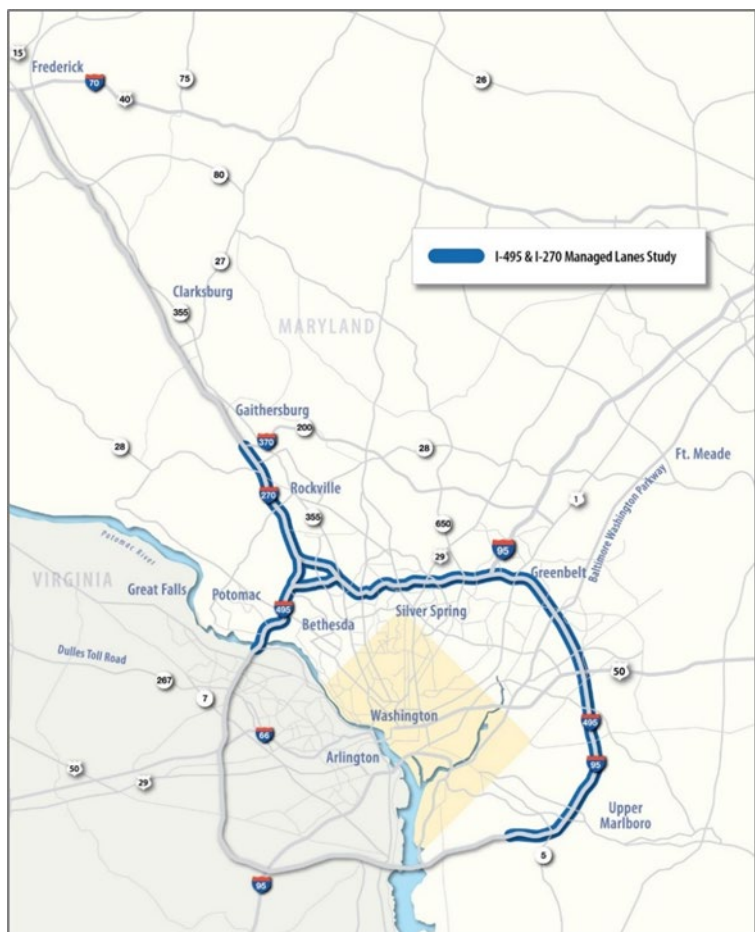 15
Frederick
70
40
75
26
80
27
I-495 & I-270 Managed Lanes Study
Clarksburg
355
MARYLAND
Gaithersburg
370
200
28
28
Ft. Meade
270
Rockville
355
650
1
29
95
Baltimore Washington Parkway
Potomac River
VIRGINIA
Great Falls
Potomac
495
Bethesda
Silver Spring
Greenbelt
Dulles Toll Road
267
7
50
Washington
66
Arlington
495
95
50
29
Upper
Marlboro
5
95